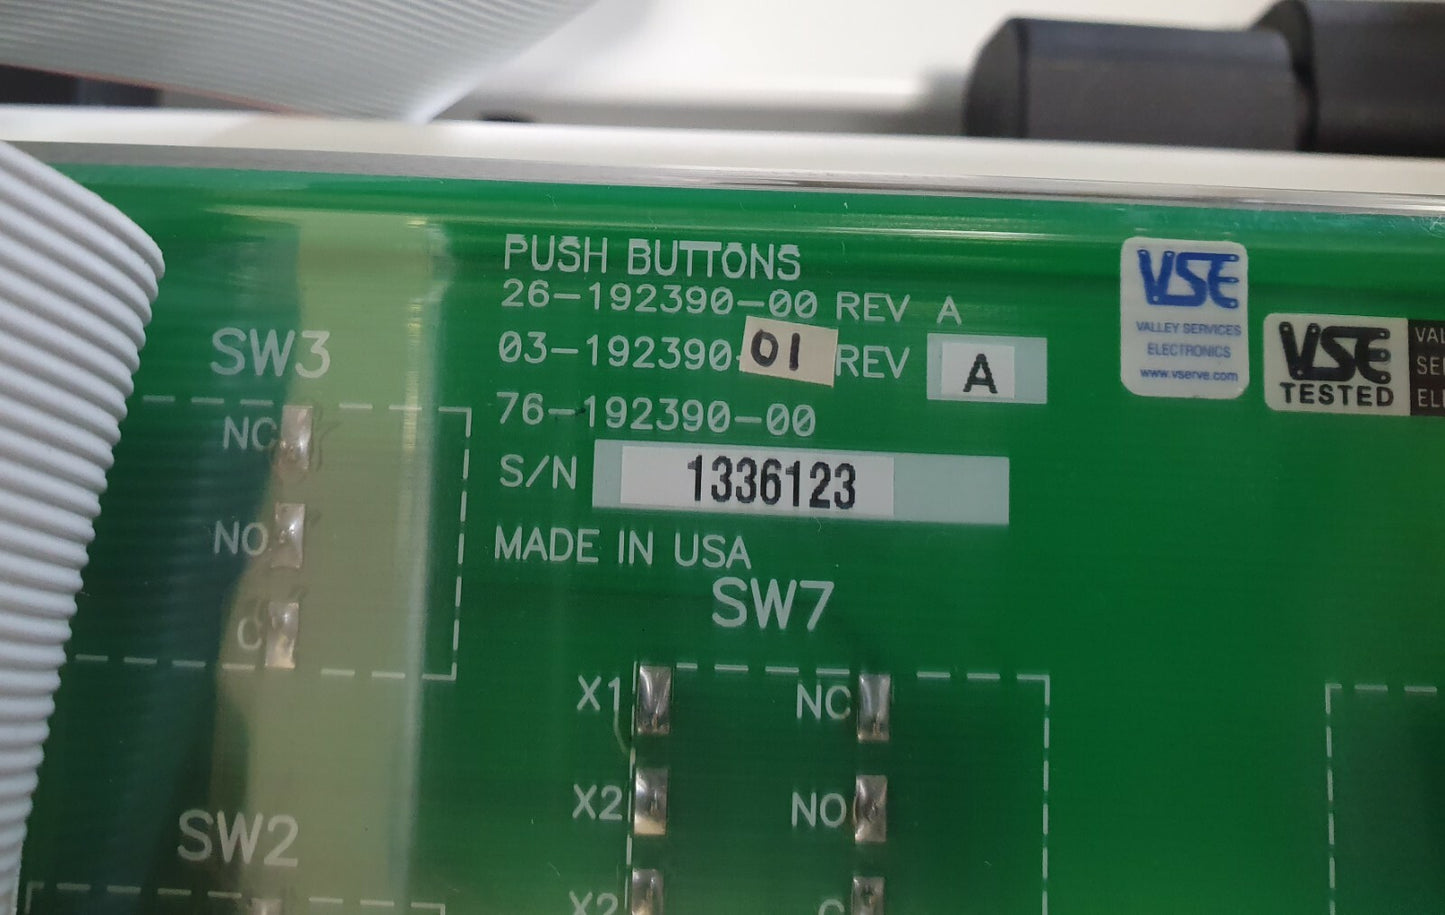 PUSH BUTTONS
26-192390-00 REV A
03-192390-01 REV A
76-192390-00
S/N 1336123
MADE IN USA
VSE
VALLEY SERVICES
ELECTRONICS
www.vserve.com
VSE
TESTED
SW3
NC
NO
C
SW7
X1 NC
X2 NO
X2 C
SW2